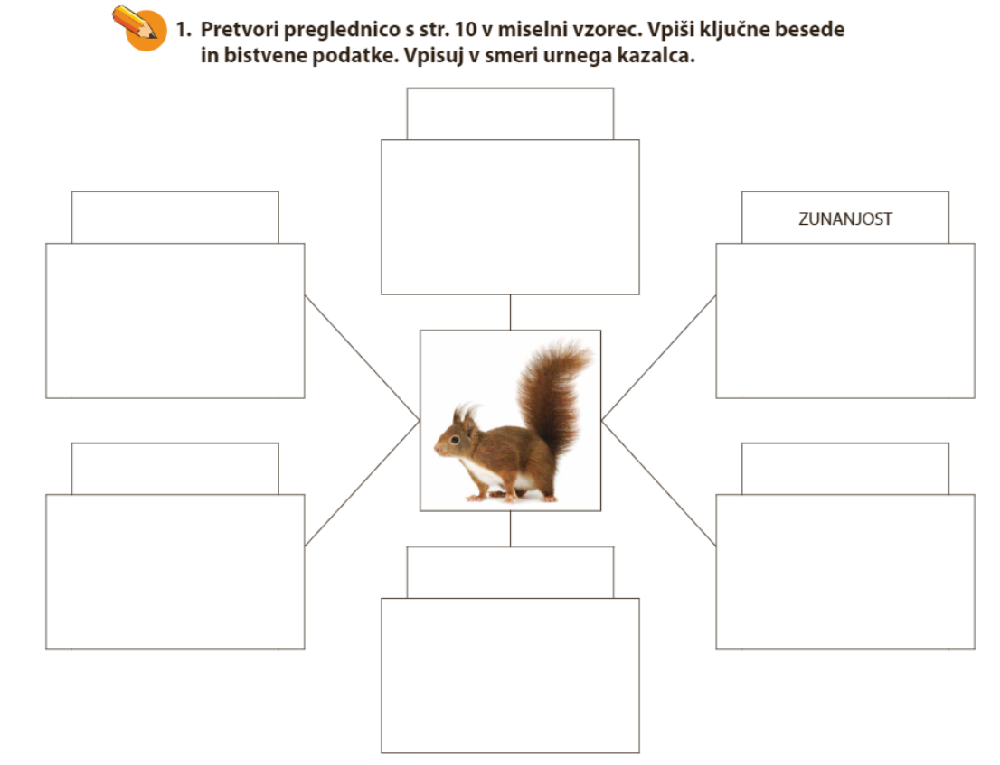 1. Pretvori preglednico s str. 10 v miselni vzorec. Vpiši ključne besede
in bistvene podatke. Vpisuj v smeri urnega kazalca.
ZUNANJOST